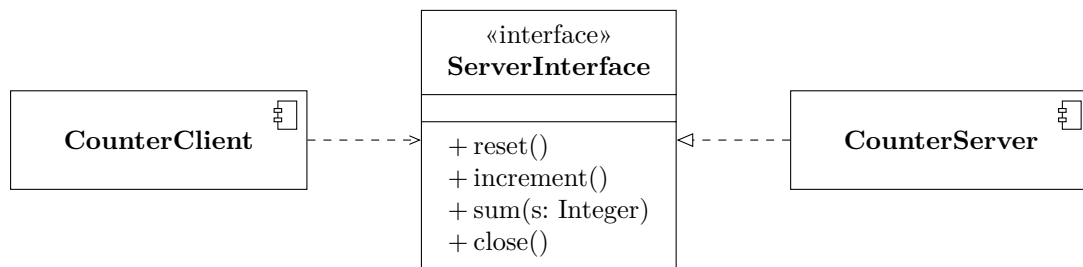 «interface»
ServerInterface
CounterClient
CounterServer
+ reset()
+ increment()
+ sum(s: Integer)
+ close()